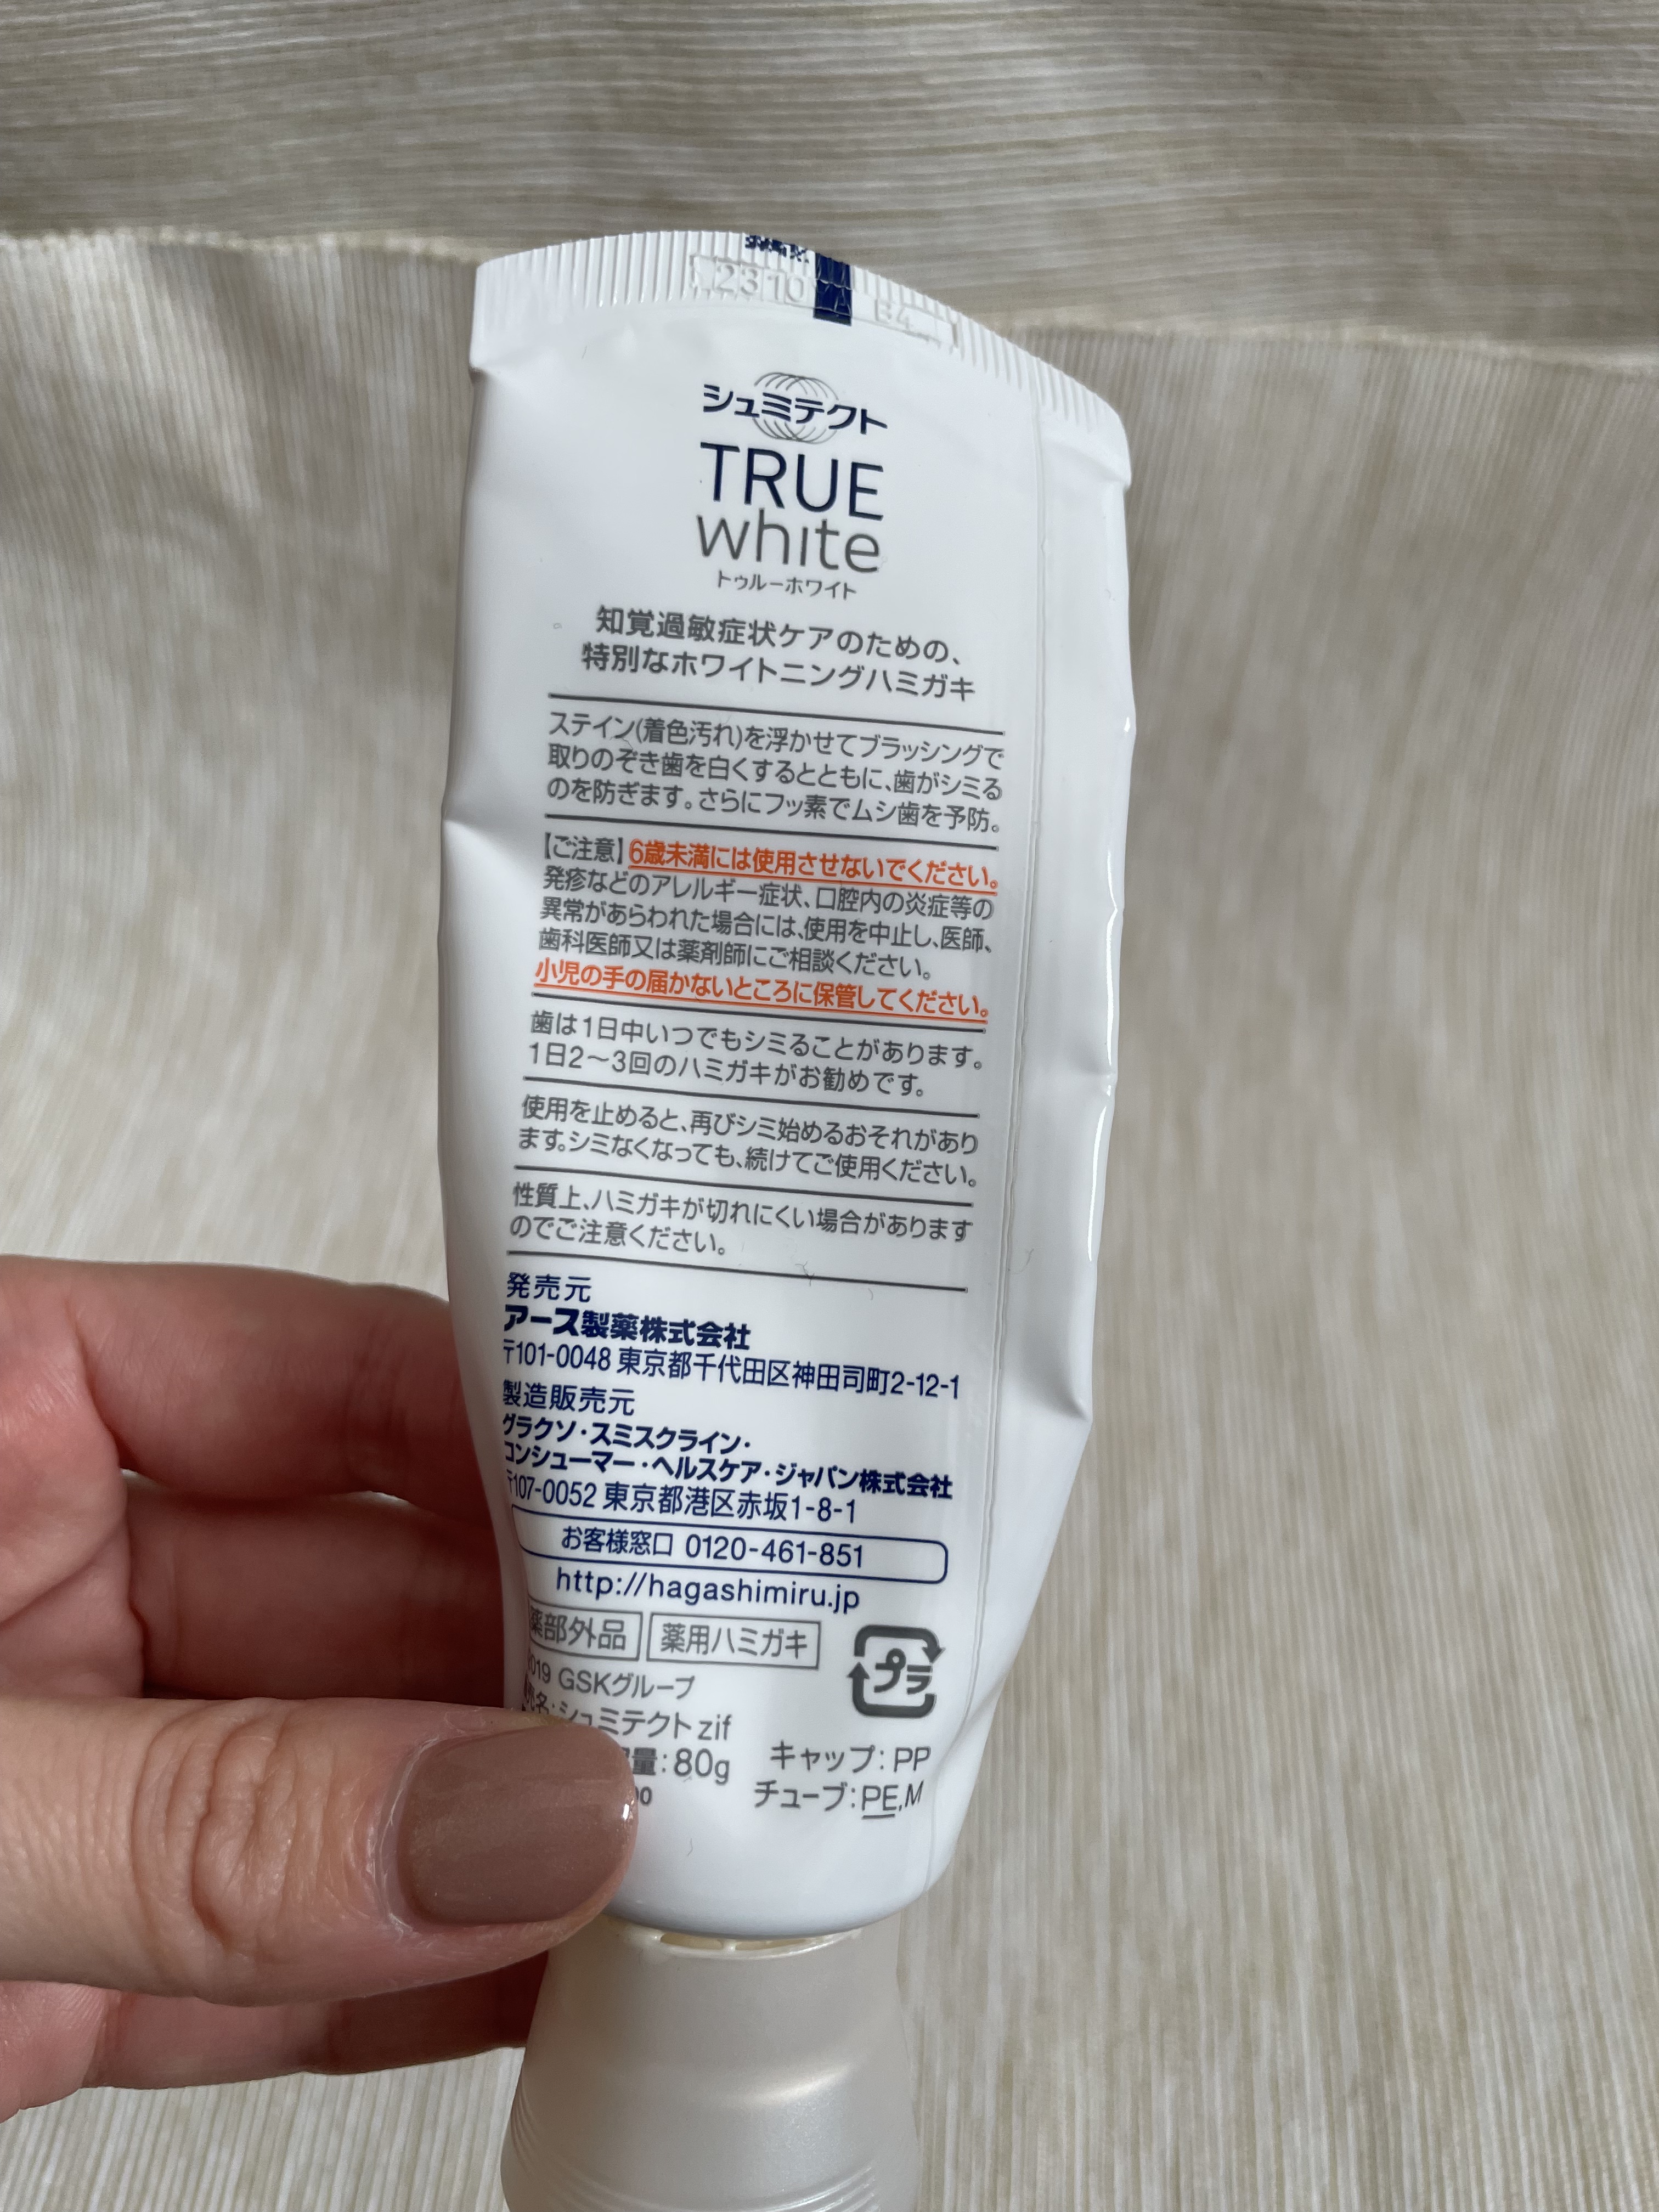 2310
B4
シュミテクト
TRUE
white
トゥルーホワイト
知覚過敏症状ケアのための、
特別なホワイトニングハミガキ
ステイン(着色汚れ)を浮かせてブラッシングで
取りのぞき歯を白くするとともに、歯がシミる
のを防ぎます。さらにフッ素でムシ歯を予防。
【ご注意】6歳未満には使用させないでください。
発疹などのアレルギー症状、口腔内の炎症等の
異常があらわれた場合には、使用を中止し、医師、
歯科医師又は薬剤師にご相談ください。
小児の手の届かないところに保管してください。
歯は1日中いつでもシミることがあります。
1日2〜3回のハミガキがお勧めです。
使用を止めると、再びシミ始めるおそれがあり
ます。シミなくなっても、続けてご使用ください。
性質上、ハミガキが切れにくい場合があります
のでご注意ください。
発売元
アース製薬株式会社
〒101-0048 東京都千代田区神田司町2-12-1
製造販売元
グラクソ・スミスクライン・
コンシューマー・ヘルスケア・ジャパン株式会社
〒107-0052 東京都港区赤坂1-8-1
お客様窓口 0120-461-851
http://hagashimiru.jp
薬部外品 薬用ハミガキ
プラ
019 GSKグループ
名:シュミテクト zif
量:80g
キャップ:PP
チューブ:PE,M